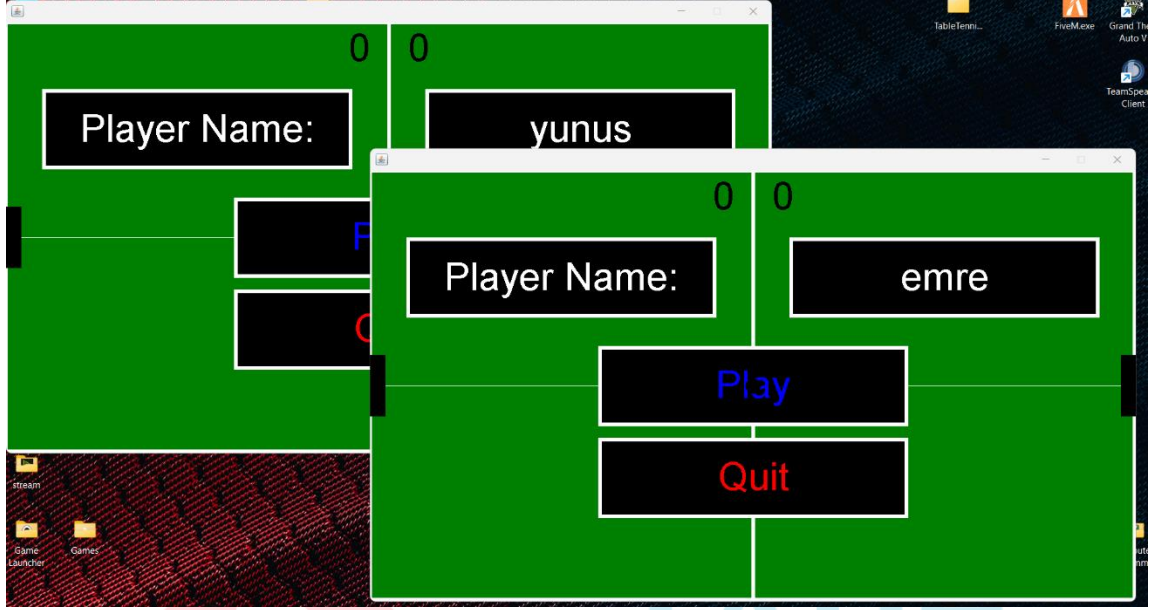 0 0
Player Name: yunus
P
TableTenni...
FiveM.exe
Grand The
Auto V
TeamSpea
Client
0 0
Player Name: emre
Play
Quit
stream
Game
Launcher
Games